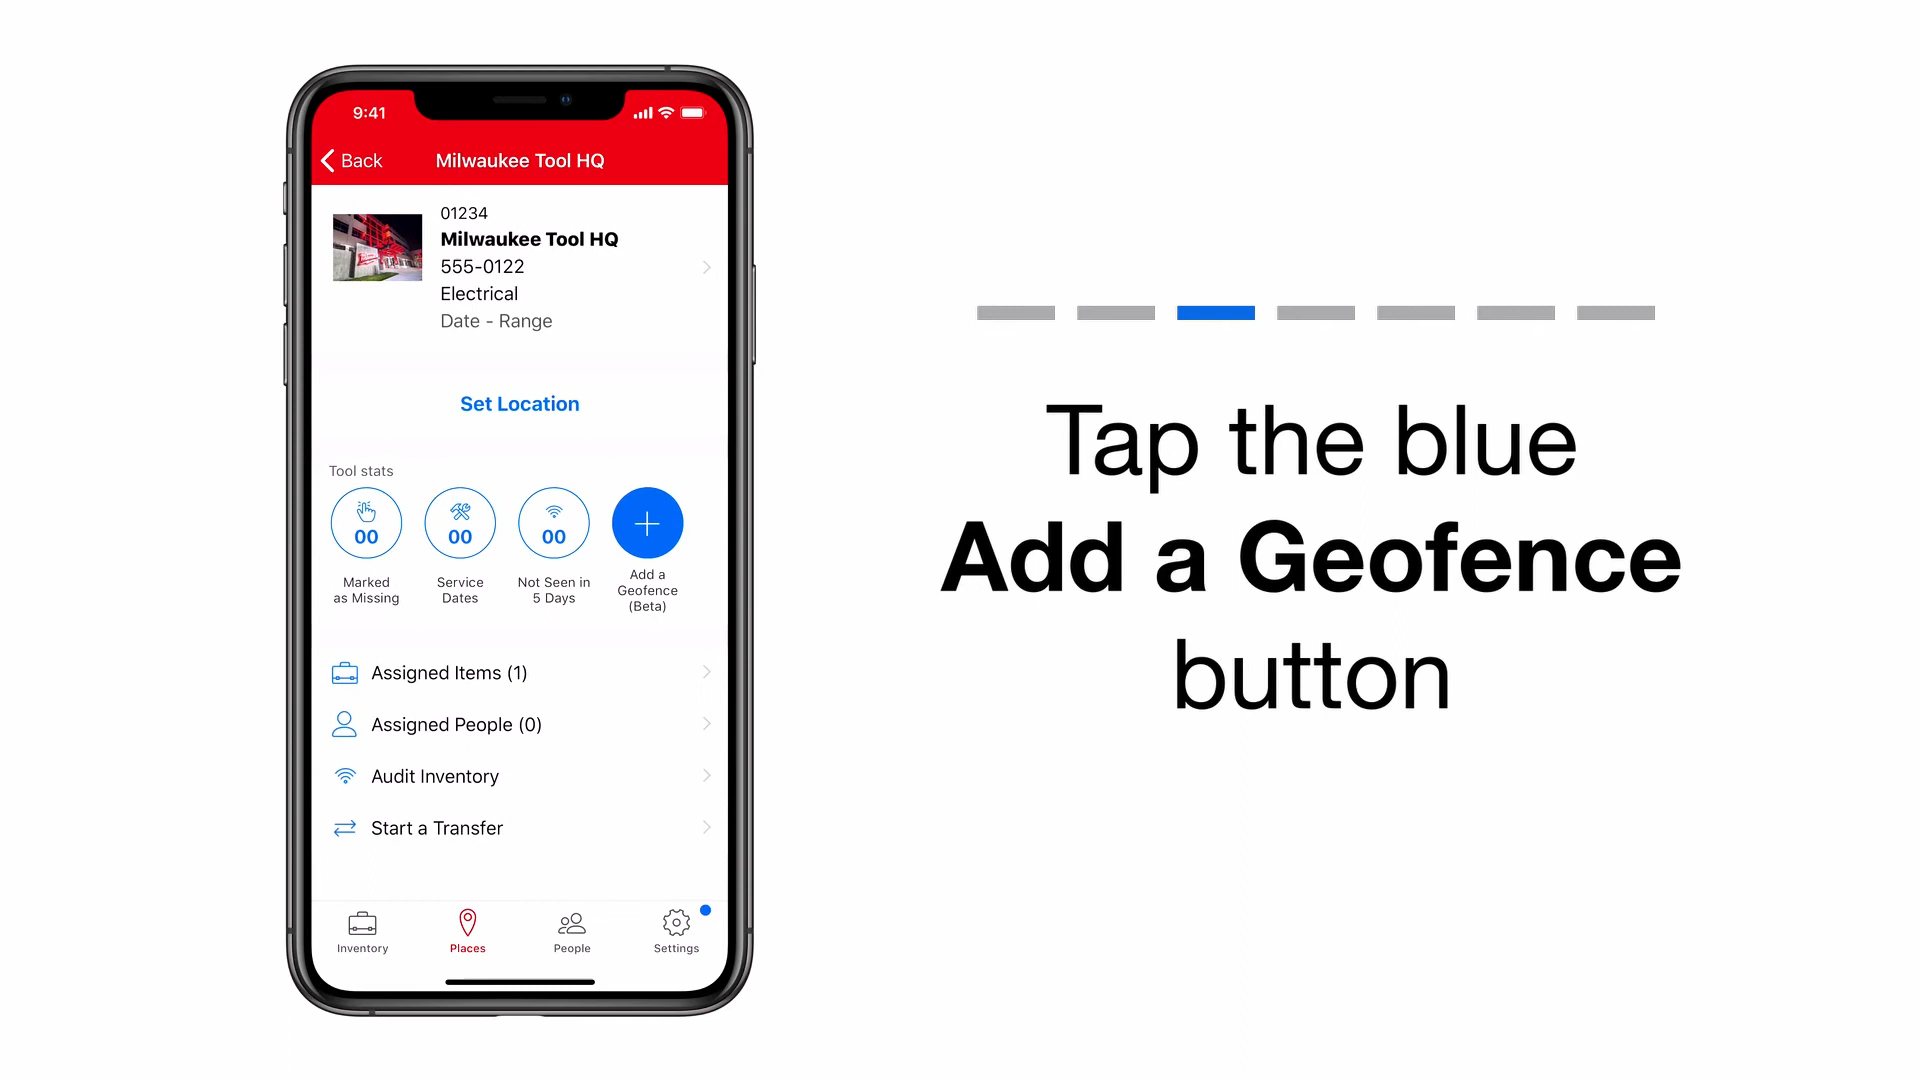 9:41
Back
Milwaukee Tool HQ
01234
Milwaukee Tool HQ
555-0122
Electrical
Date - Range
Set Location
Tool stats
00
00
00
Marked
as Missing
Service
Dates
Not Seen in
5 Days
Add a
Geofence
(Beta)
Assigned Items (1)
Assigned People (0)
Audit Inventory
Start a Transfer
Inventory
Places
People
Settings
Tap the blue
Add a Geofence
button